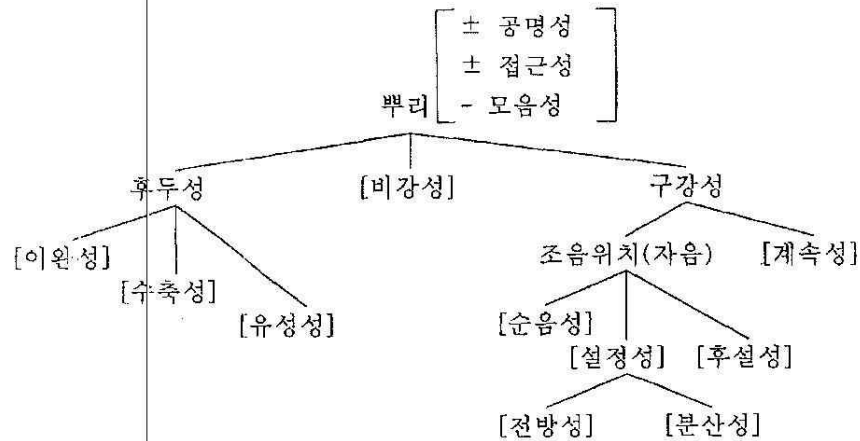 ± 공명성
± 접근성
뿌리 - 모음성
후두성 [비강성] 구강성
[이완성] 조음위치(자음) [계속성]
[수축성]
[유성성] [순음성]
[설정성] [후설성]
[전방성] [분산성]